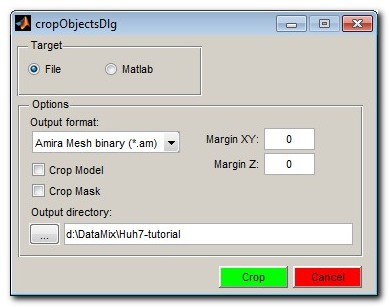 cropObjectsDlg
Target
File
Matlab
Options
Output format:
Amira Mesh binary (*.am)
Margin XY: 0
Margin Z: 0
Crop Model
Crop Mask
Output directory:
... d:\DataMix\Huh7-tutorial
Crop
Cancel